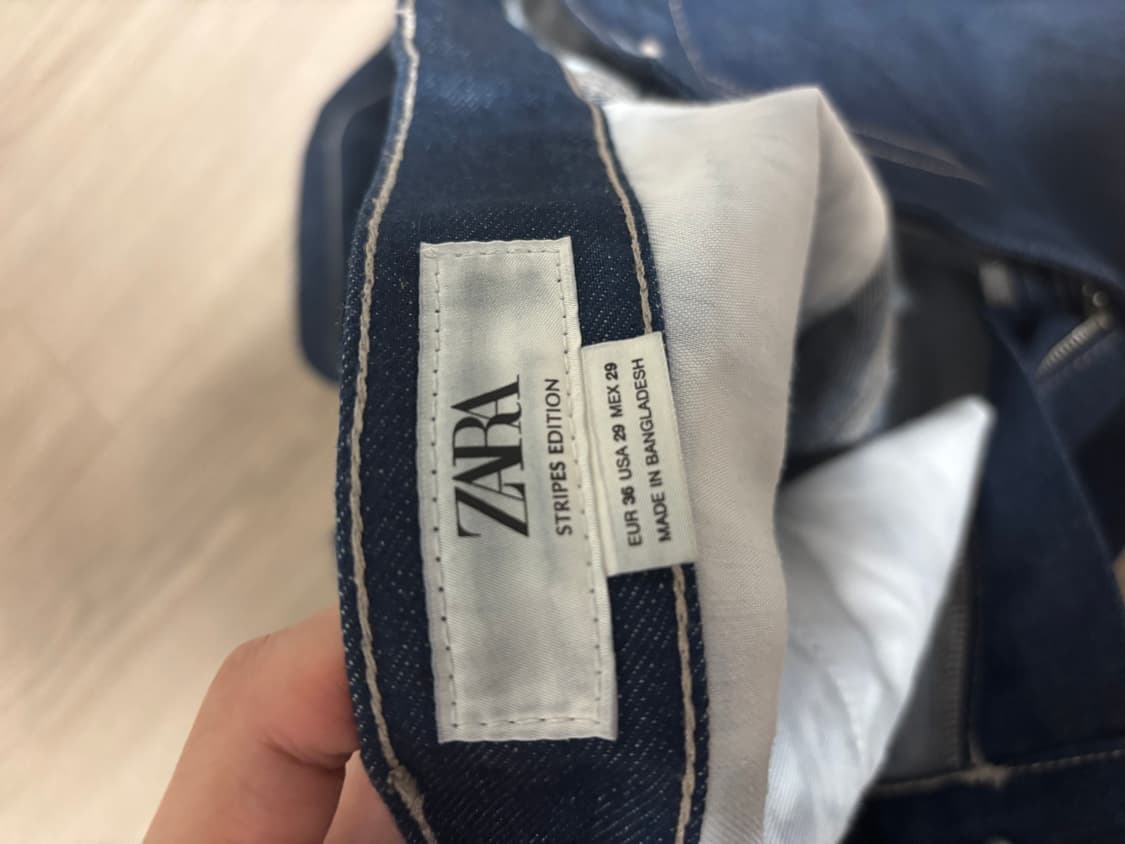 ZARA
STRIPES EDITION
EUR 36 USA 29 MEX 29
MADE IN BANGLADESH